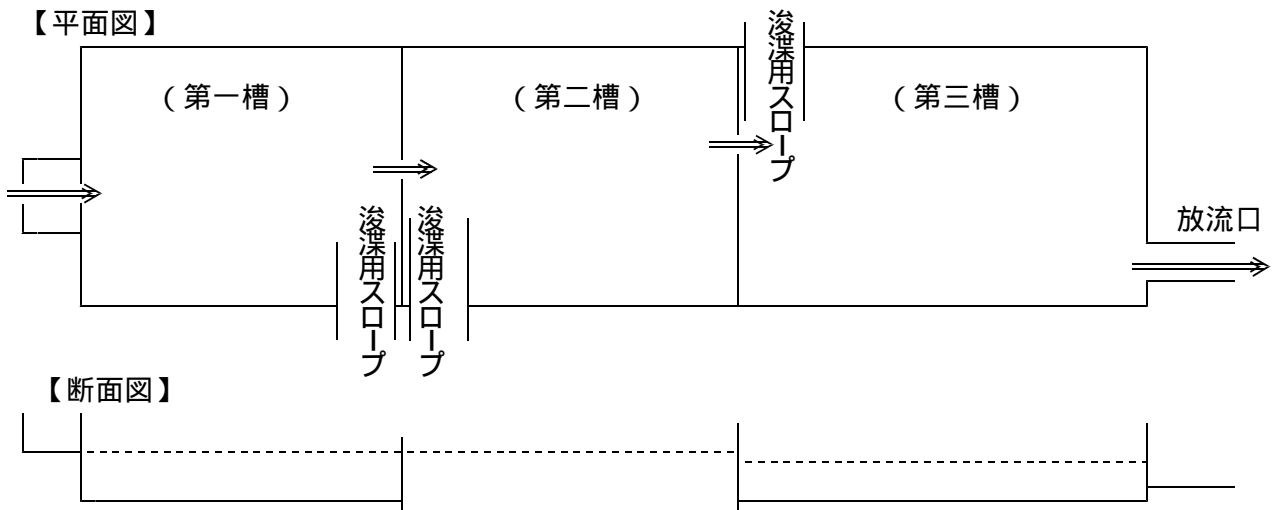 【平面図】
(第一槽)
(第二槽)
(第三槽)
浚渫用スロープ
放流口
浚渫用スロープ
浚渫用スロープ
【断面図】